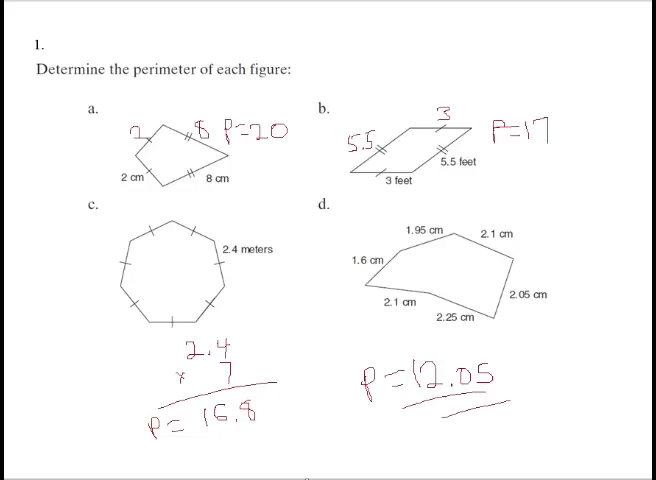 1.
Determine the perimeter of each figure:
a.
2
8
P=20
2 cm
8 cm
b.
3
5.5
P=17
5.5 feet
3 feet
c.
2.4 meters
2.4
x 7
P= 16.8
d.
1.95 cm
2.1 cm
1.6 cm
2.05 cm
2.1 cm
2.25 cm
P=12.05